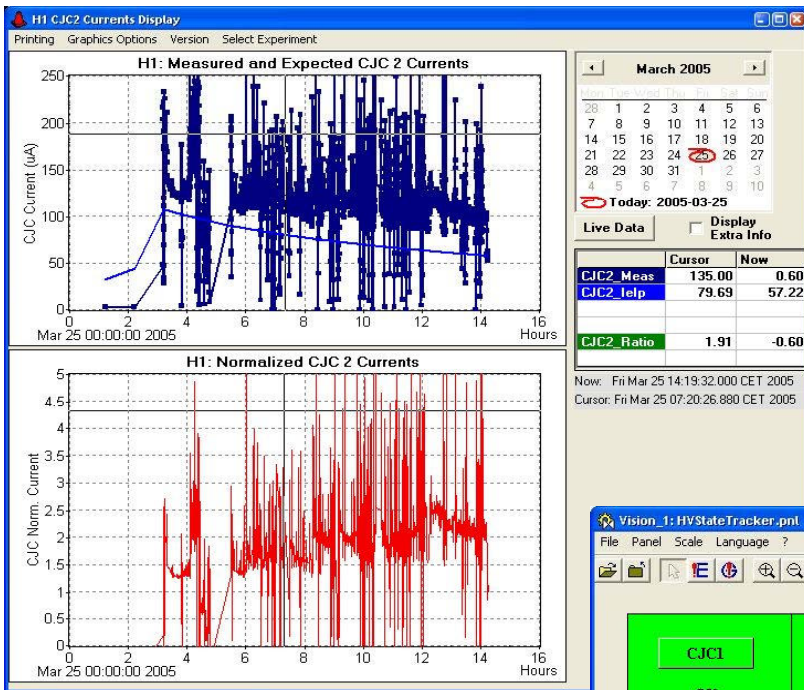 H1 CJC2 Currents Display
Printing Graphics Options Version Select Experiment
H1: Measured and Expected CJC 2 Currents
CJC Current (uA)
250
200
150
100
50
0
0 2 4 6 8 10 12 14 16
Mar 25 00:00:00 2005 Hours
H1: Normalized CJC 2 Currents
CJC Norm. Current
5
4.5
4
3.5
3
2.5
2
1.5
1
0.5
0
0 2 4 6 8 10 12 14 16
Mar 25 00:00:00 2005 Hours
March 2005
Mon Tue Wed Thu Fri Sat Sun
28 1 2 3 4 5 6
7 8 9 10 11 12 13
14 15 16 17 18 19 20
21 22 23 24 25 26 27
28 29 30 31 1 2 3
4 5 6 7 8 9 10
Today: 2005-03-25
Live Data
Display
Extra Info
Cursor Now
CJC2_Meas 135.00 0.60
CJC2_Ielp 79.69 57.22
CJC2_Ratio 1.91 -0.60
Now: Fri Mar 25 14:19:32.000 CET 2005
Cursor: Fri Mar 25 07:20:26.880 CET 2005
Vision_1: HVStateTracker.pnl
File Panel Scale Language ?
CJC1